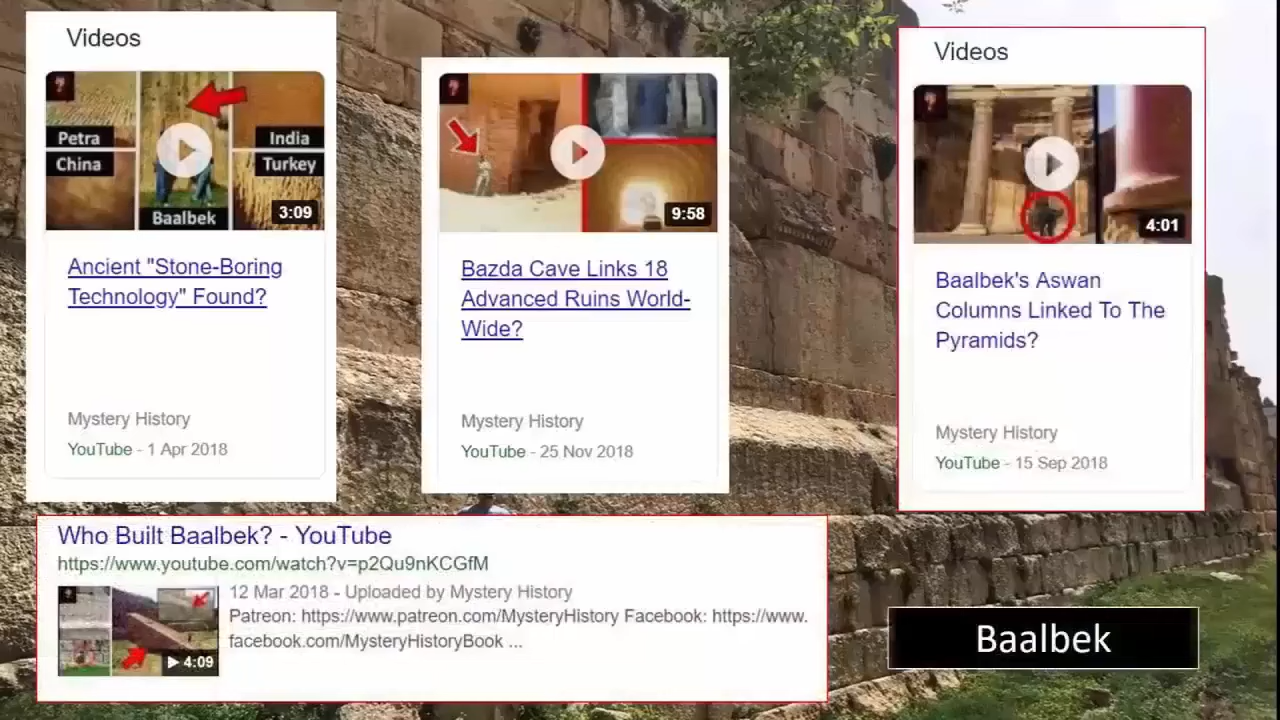 Videos
Petra
China
Baalbek
India
Turkey
3:09
Ancient "Stone-Boring
Technology" Found?
Mystery History
YouTube - 1 Apr 2018
9:58
Bazda Cave Links 18
Advanced Ruins World-
Wide?
Mystery History
YouTube - 25 Nov 2018
Videos
4:01
Baalbek's Aswan
Columns Linked To The
Pyramids?
Mystery History
YouTube - 15 Sep 2018
Who Built Baalbek? - YouTube
https://www.youtube.com/watch?v=p2Qu9nKCGfM
12 Mar 2018 - Uploaded by Mystery History
Patreon: https://www.patreon.com/MysteryHistory Facebook: https://www.
facebook.com/MysteryHistoryBook ...
4:09
Baalbek